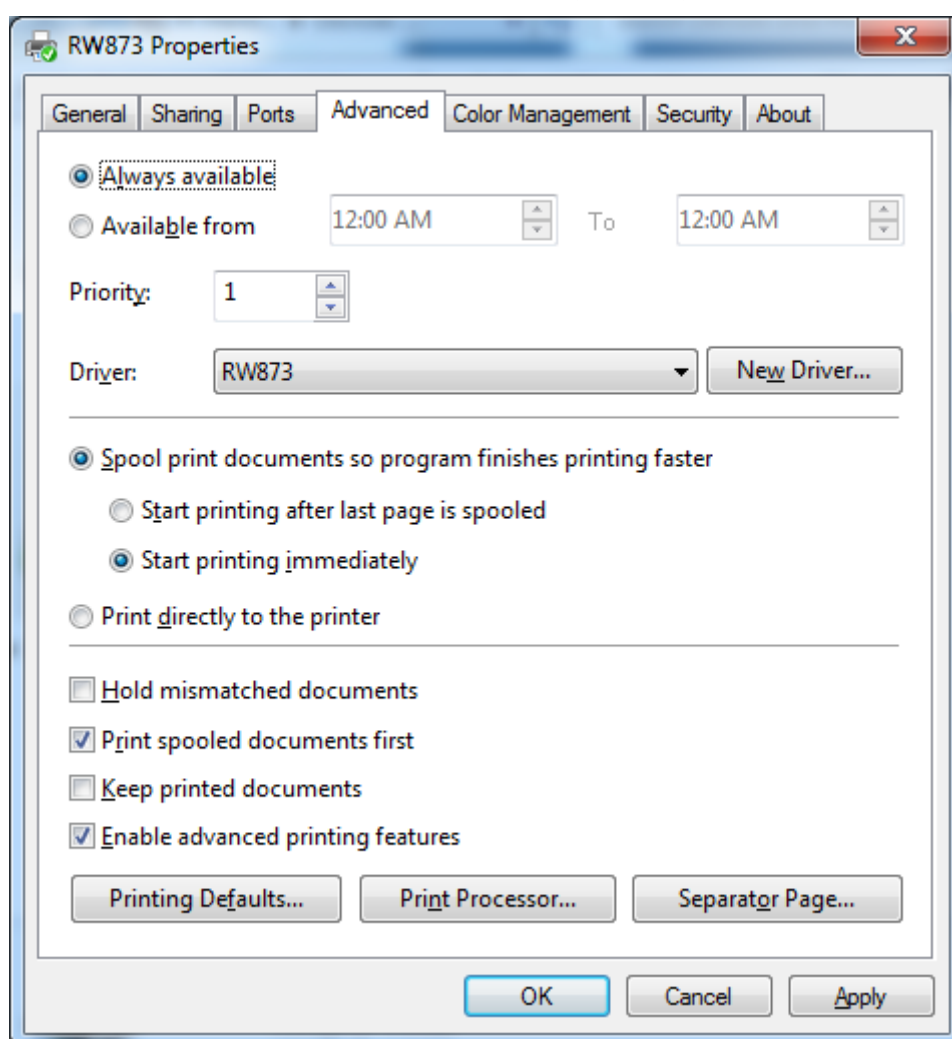 RW873 Properties
General Sharing Ports Advanced Color Management Security About
Always available
Available from 12:00 AM To 12:00 AM
Priority: 1
Driver: RW873 New Driver...
Spool print documents so program finishes printing faster
Start printing after last page is spooled
Start printing immediately
Print directly to the printer
Hold mismatched documents
Print spooled documents first
Keep printed documents
Enable advanced printing features
Printing Defaults... Print Processor... Separator Page...
OK Cancel Apply